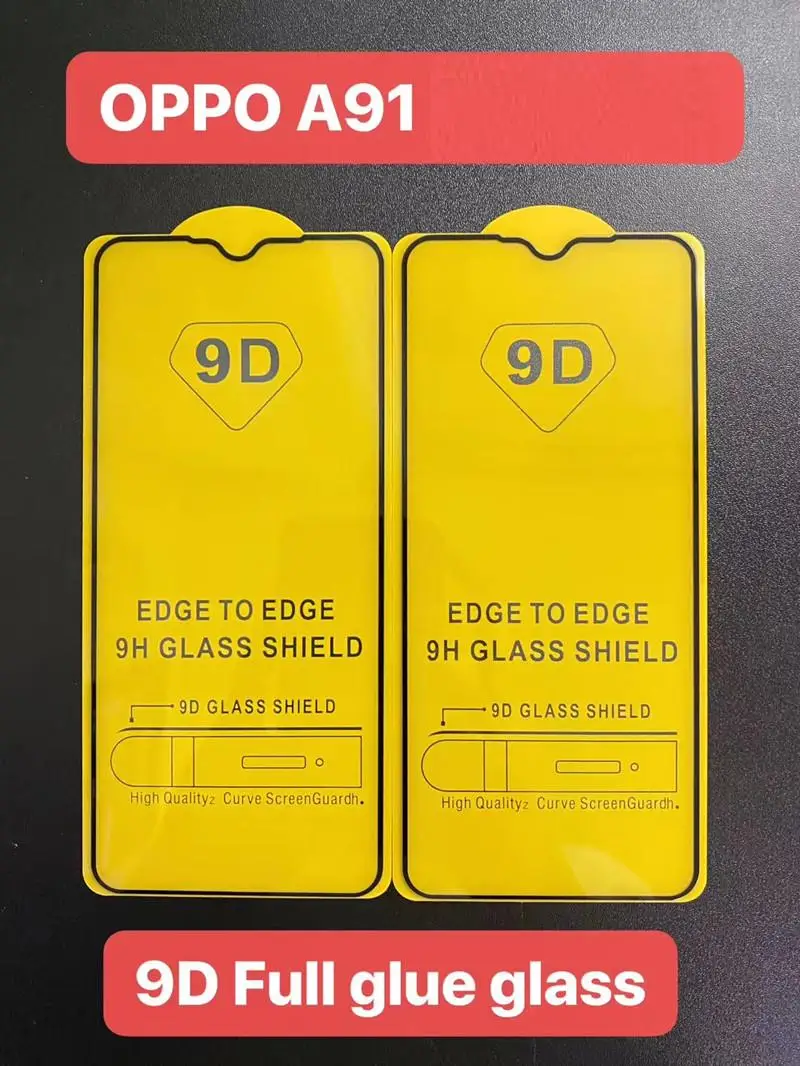 OPPO A91
9D
9D
EDGE TO EDGE
9H GLASS SHIELD
9D GLASS SHIELD
High Qualityz Curve ScreenGuardh.
EDGE TO EDGE
9H GLASS SHIELD
9D GLASS SHIELD
High Qualityz Curve ScreenGuardh.
9D Full glue glass